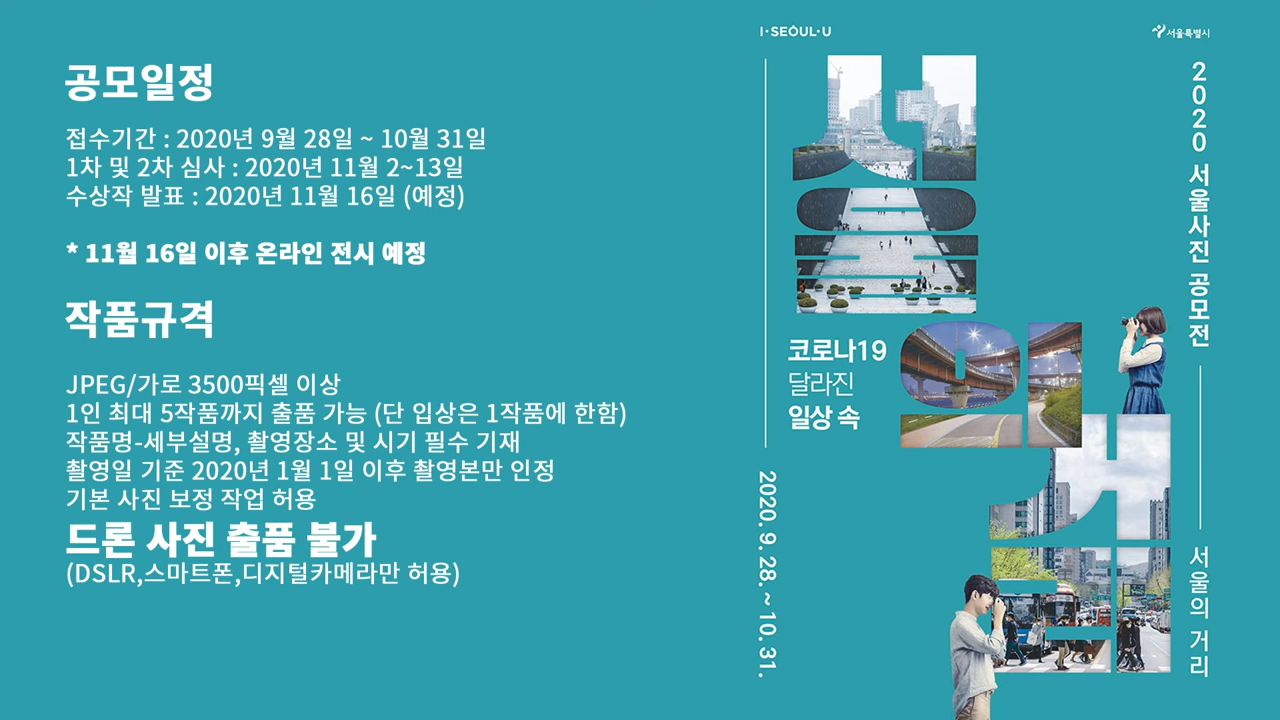 공모일정
접수기간 : 2020년 9월 28일 ~ 10월 31일
1차 및 2차 심사 : 2020년 11월 2~13일
수상작 발표 : 2020년 11월 16일 (예정)
* 11월 16일 이후 온라인 전시 예정
작품규격
JPEG/가로 3500픽셀 이상
1인 최대 5작품까지 출품 가능 (단 입상은 1작품에 한함)
작품명-세부설명, 촬영장소 및 시기 필수 기재
촬영일 기준 2020년 1월 1일 이후 촬영본만 인정
기본 사진 보정 작업 허용
드론 사진 출품 불가
(DSLR,스마트폰,디지털카메라만 허용)
I·SEOUL·U
서울특별시
서울
의
거
리
코로나19
달라진
일상 속
2020. 9. 28. ~ 10. 31.
2020 서울사진 공모전
서울의 거리